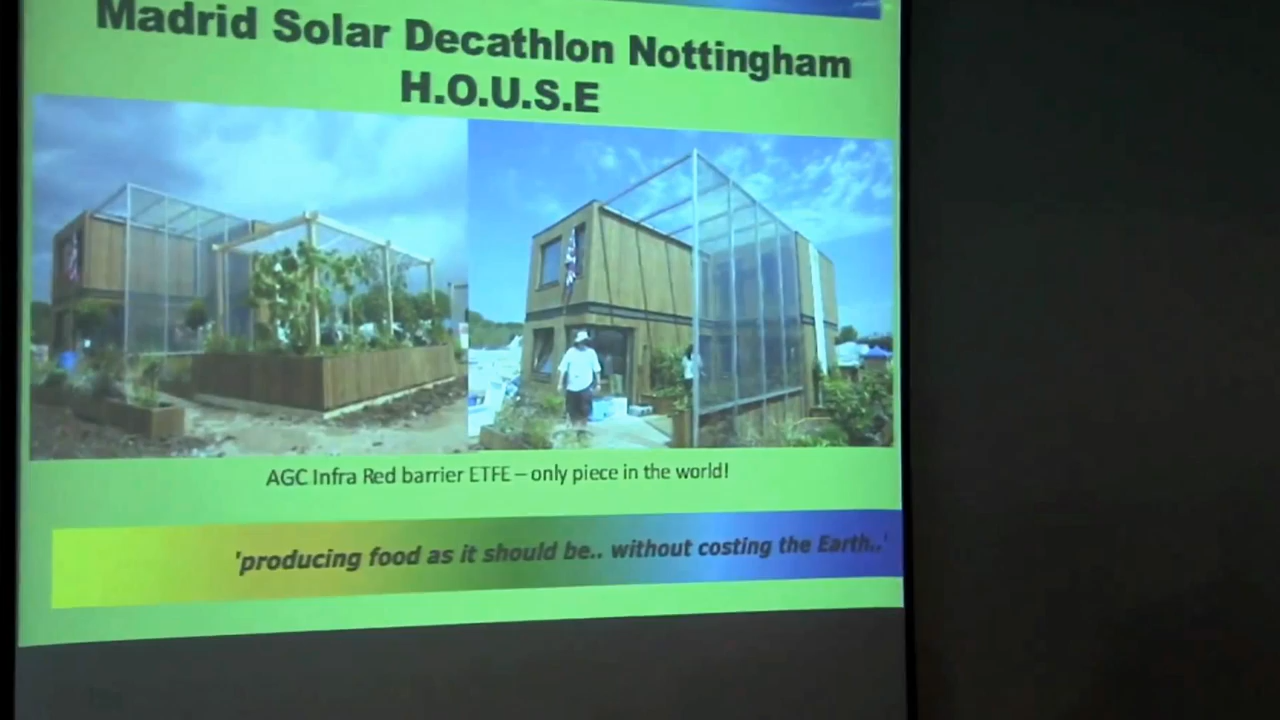 Madrid Solar Decathlon Nottingham
H.O.U.S.E
AGC Infra Red barrier ETFE – only piece in the world!
'producing food as it should be.. without costing the Earth..'